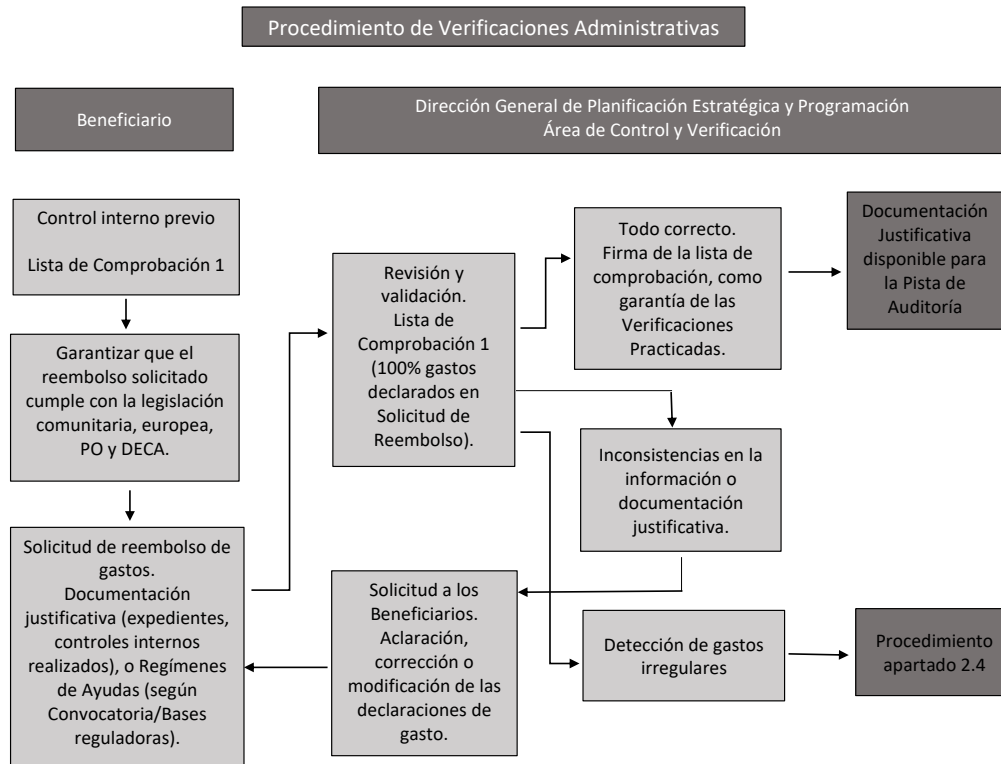 Procedimiento de Verificaciones Administrativas
Beneficiario
Dirección General de Planificación Estratégica y Programación
Área de Control y Verificación
Control interno previo
Lista de Comprobación 1
Garantizar que el
reembolso solicitado
cumple con la legislación
comunitaria, europea,
PO y DECA.
Solicitud de reembolso de
gastos.
Documentación
justificativa (expedientes,
controles internos
realizados), o Regímenes
de Ayudas (según
Convocatoria/Bases
reguladoras).
Revisión y
validación.
Lista de
Comprobación 1
(100% gastos
declarados en
Solicitud de
Reembolso).
Todo correcto.
Firma de la lista de
comprobación, como
garantía de las
Verificaciones
Practicadas.
Documentación
Justificativa
disponible para
la Pista de
Auditoría
Inconsistencias en la
información o
documentación
justificativa.
Solicitud a los
Beneficiarios.
Aclaración,
corrección o
modificación de las
declaraciones de
gasto.
Detección de gastos
irregulares
Procedimiento
apartado 2.4